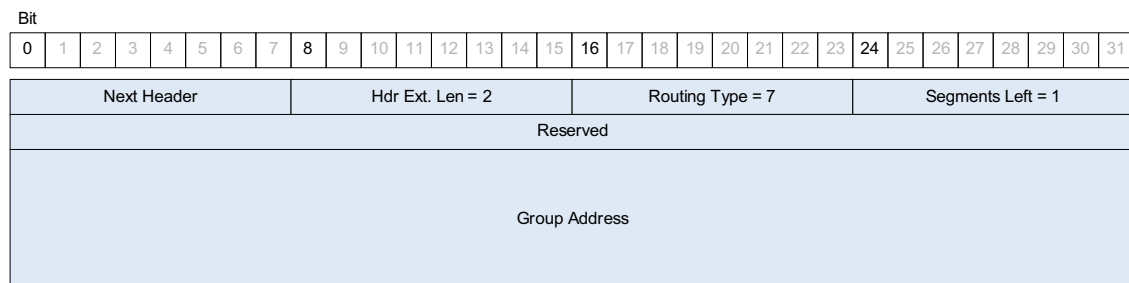 Bit
0 1 2 3 4 5 6 7 8 9 10 11 12 13 14 15 16 17 18 19 20 21 22 23 24 25 26 27 28 29 30 31
Next Header Hdr Ext. Len = 2 Routing Type = 7 Segments Left = 1
Reserved
Group Address